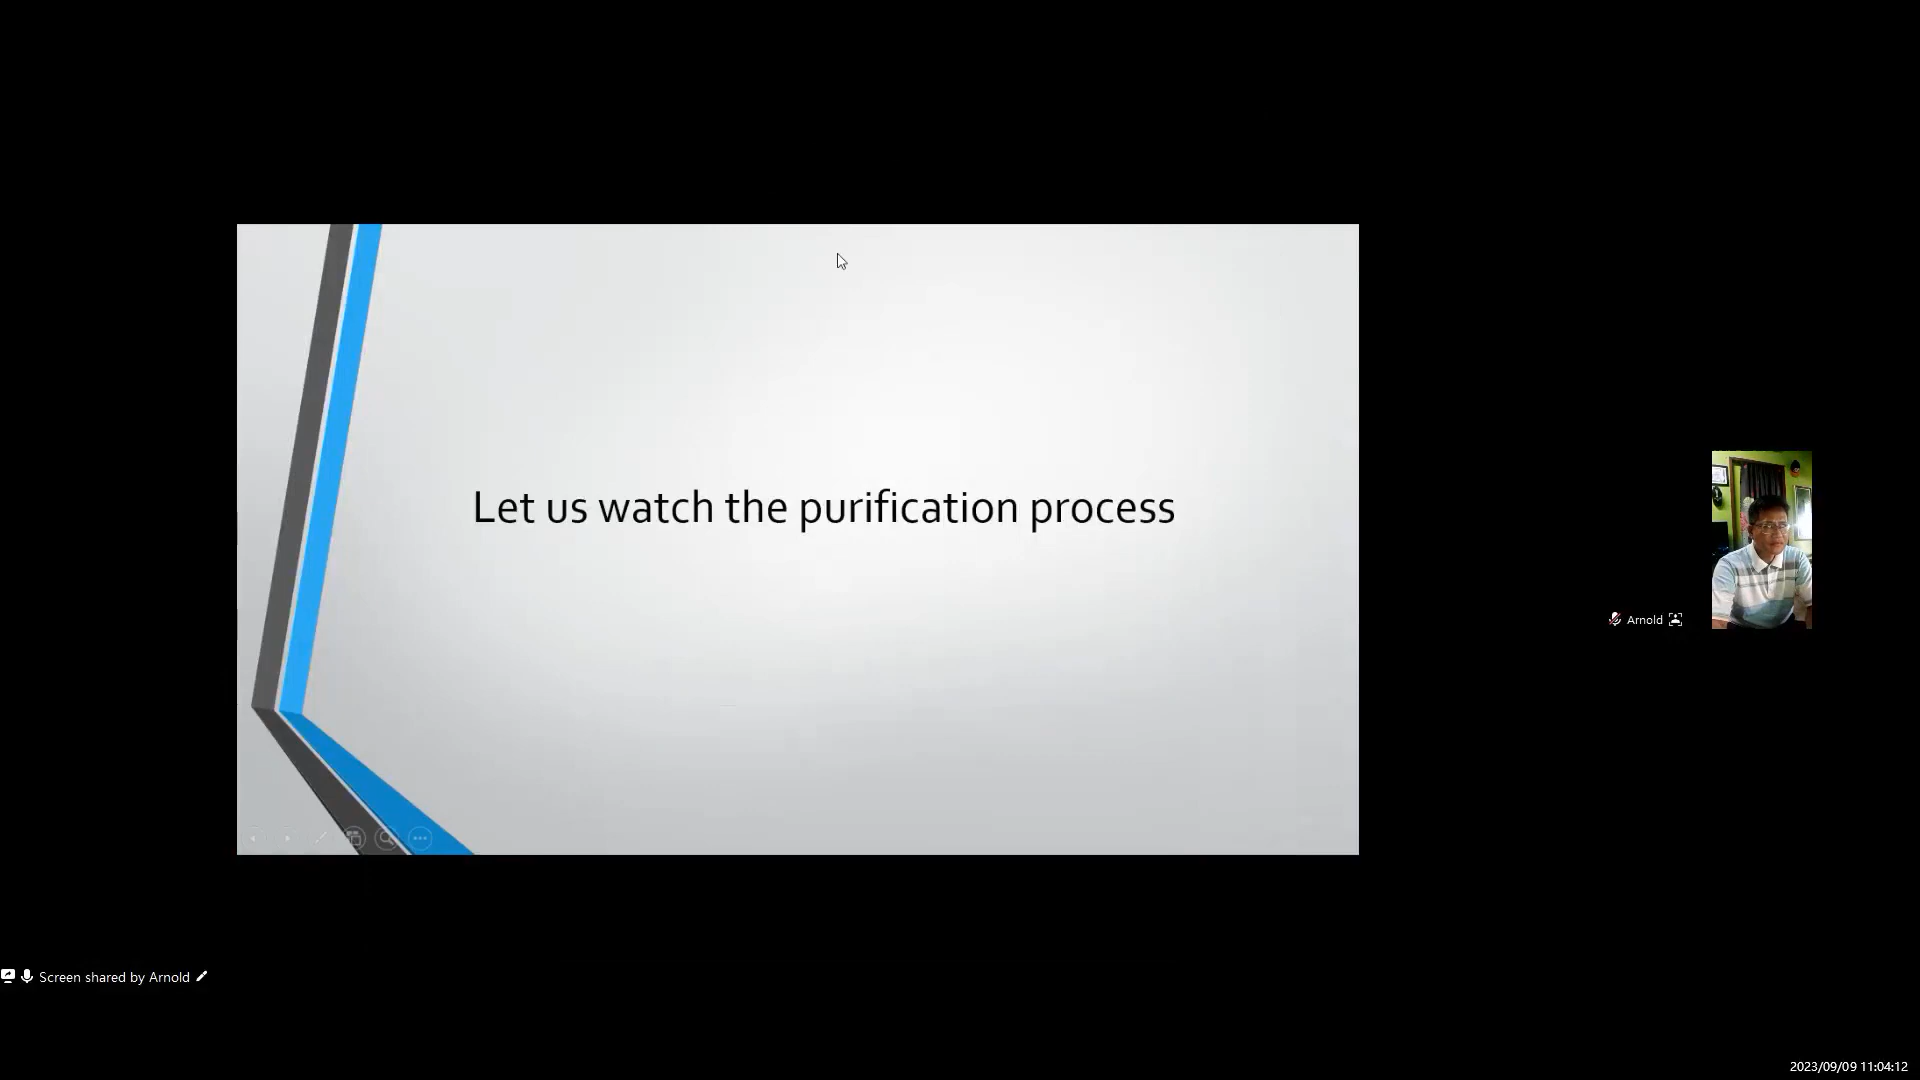 Let us watch the purification process
Arnold
Screen shared by Arnold
2023/09/09 11:04:12